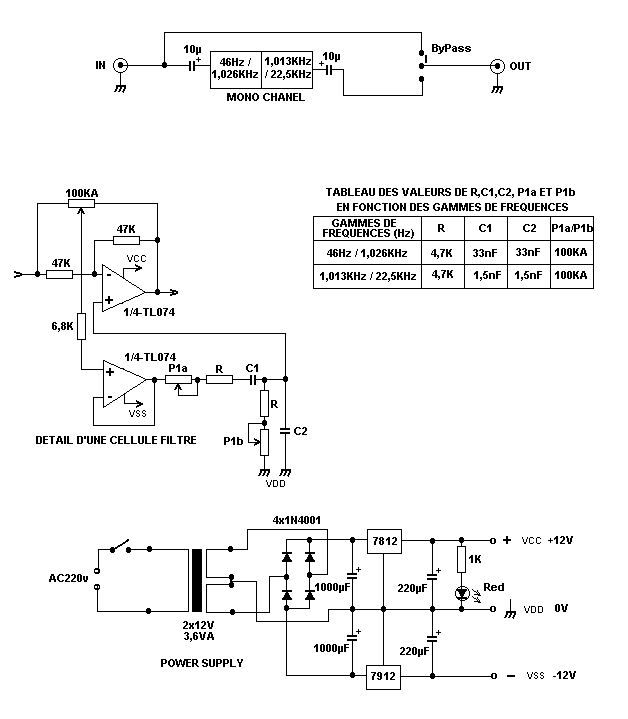 ByPass
10µ
10µ
IN
46Hz / 1,013KHz
1,026KHz / 22,5KHz
OUT
MONO CHANEL
TABLEAU DES VALEURS DE R,C1,C2, P1a ET P1b
EN FONCTION DES GAMMES DE FREQUENCES
GAMMES DE FREQUENCES (Hz) R C1 C2 P1a/P1b
46Hz / 1,026KHz 4,7K 33nF 33nF 100KA
1,013KHz / 22,5KHz 4,7K 1,5nF 1,5nF 100KA
100KA
47K
47K
VCC
-
+
1/4-TL074
6,8K
1/4-TL074
+
-
VSS
P1a
R
C1
R
C2
P1b
VDD
DETAIL D'UNE CELLULE FILTRE
4x1N4001
7812
+ VCC +12V
AC220v
1000µF
220µF
1K
Red
VDD 0V
2x12V
3,6VA
1000µF
220µF
POWER SUPPLY
7912
- VSS -12V